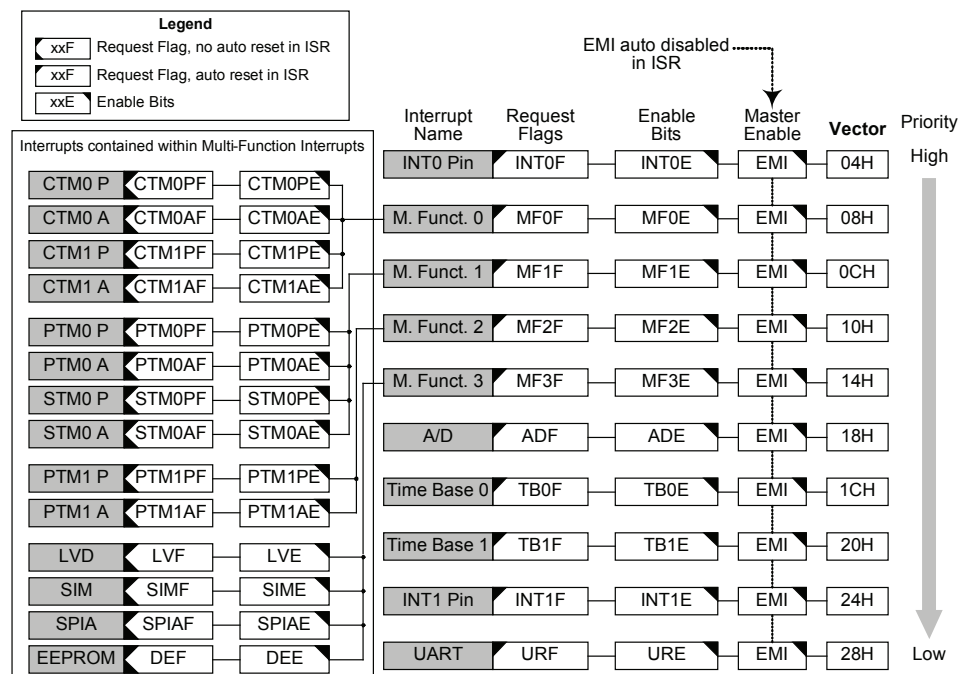 Legend
xxF Request Flag, no auto reset in ISR
xxF Request Flag, auto reset in ISR
xxE Enable Bits
EMI auto disabled
in ISR
Interrupts contained within Multi-Function Interrupts
CTM0 P CTM0PF CTM0PE
CTM0 A CTM0AF CTM0AE
CTM1 P CTM1PF CTM1PE
CTM1 A CTM1AF CTM1AE
PTM0 P PTM0PF PTM0PE
PTM0 A PTM0AF PTM0AE
STM0 P STM0PF STM0PE
STM0 A STM0AF STM0AE
PTM1 P PTM1PF PTM1PE
PTM1 A PTM1AF PTM1AE
LVD LVF LVE
SIM SIMF SIME
SPIA SPIAF SPIAE
EEPROM DEF DEE
Interrupt Name Request Flags Enable Bits Master Enable Vector Priority
INT0 Pin INT0F INT0E EMI 04H High
M. Funct. 0 MF0F MF0E EMI 08H
M. Funct. 1 MF1F MF1E EMI 0CH
M. Funct. 2 MF2F MF2E EMI 10H
M. Funct. 3 MF3F MF3E EMI 14H
A/D ADF ADE EMI 18H
Time Base 0 TB0F TB0E EMI 1CH
Time Base 1 TB1F TB1E EMI 20H
INT1 Pin INT1F INT1E EMI 24H
UART URF URE EMI 28H Low